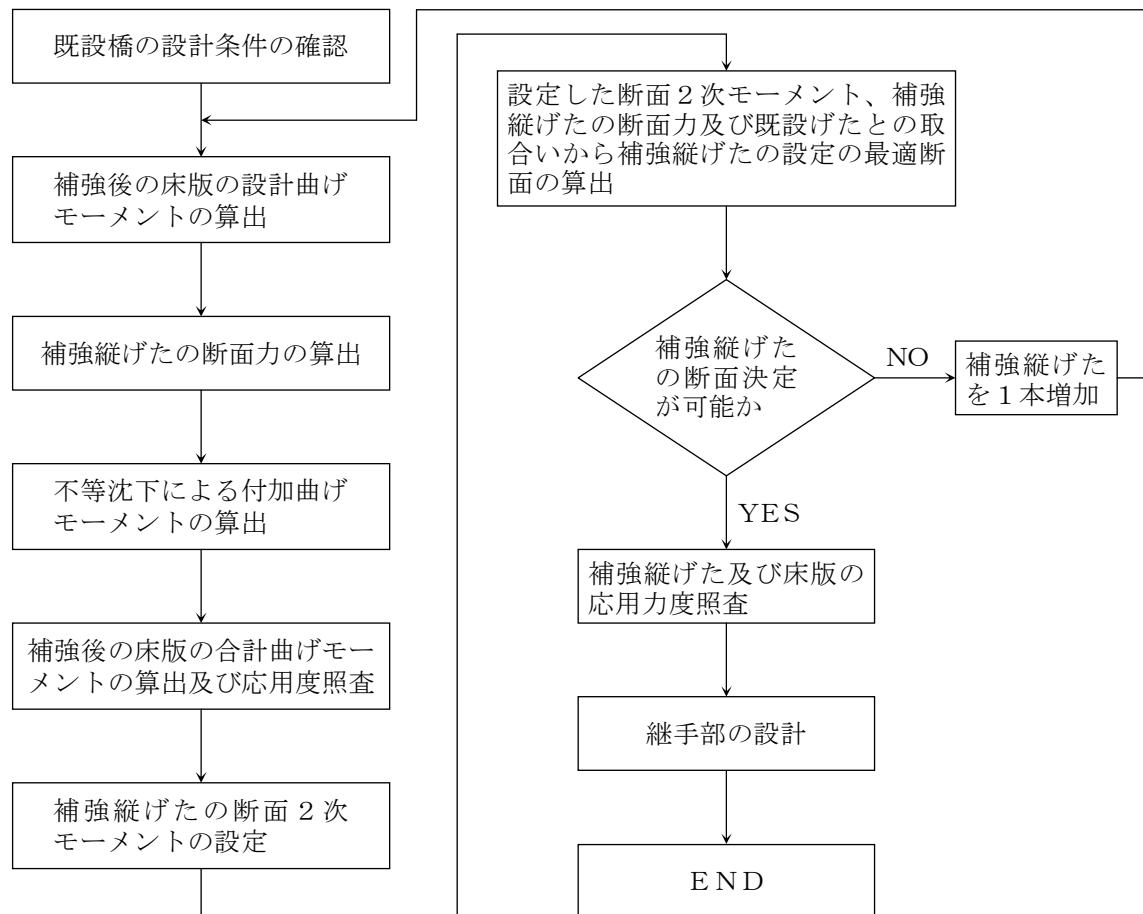 既設橋の設計条件の確認
補強後の床版の設計曲げ
モーメントの算出
補強縦げたの断面力の算出
不等沈下による付加曲げ
モーメントの算出
補強後の床版の合計曲げモー
メントの算出及び応用度照査
補強縦げたの断面２次
モーメントの設定
設定した断面２次モーメント、補強
縦げたの断面力及び既設げたとの取
合いから補強縦げたの設定の最適断
面の算出
補強縦げた
の断面決定
が可能か
NO
補強縦げた
を１本増加
YES
補強縦げた及び床版の
応用力度照査
継手部の設計
END